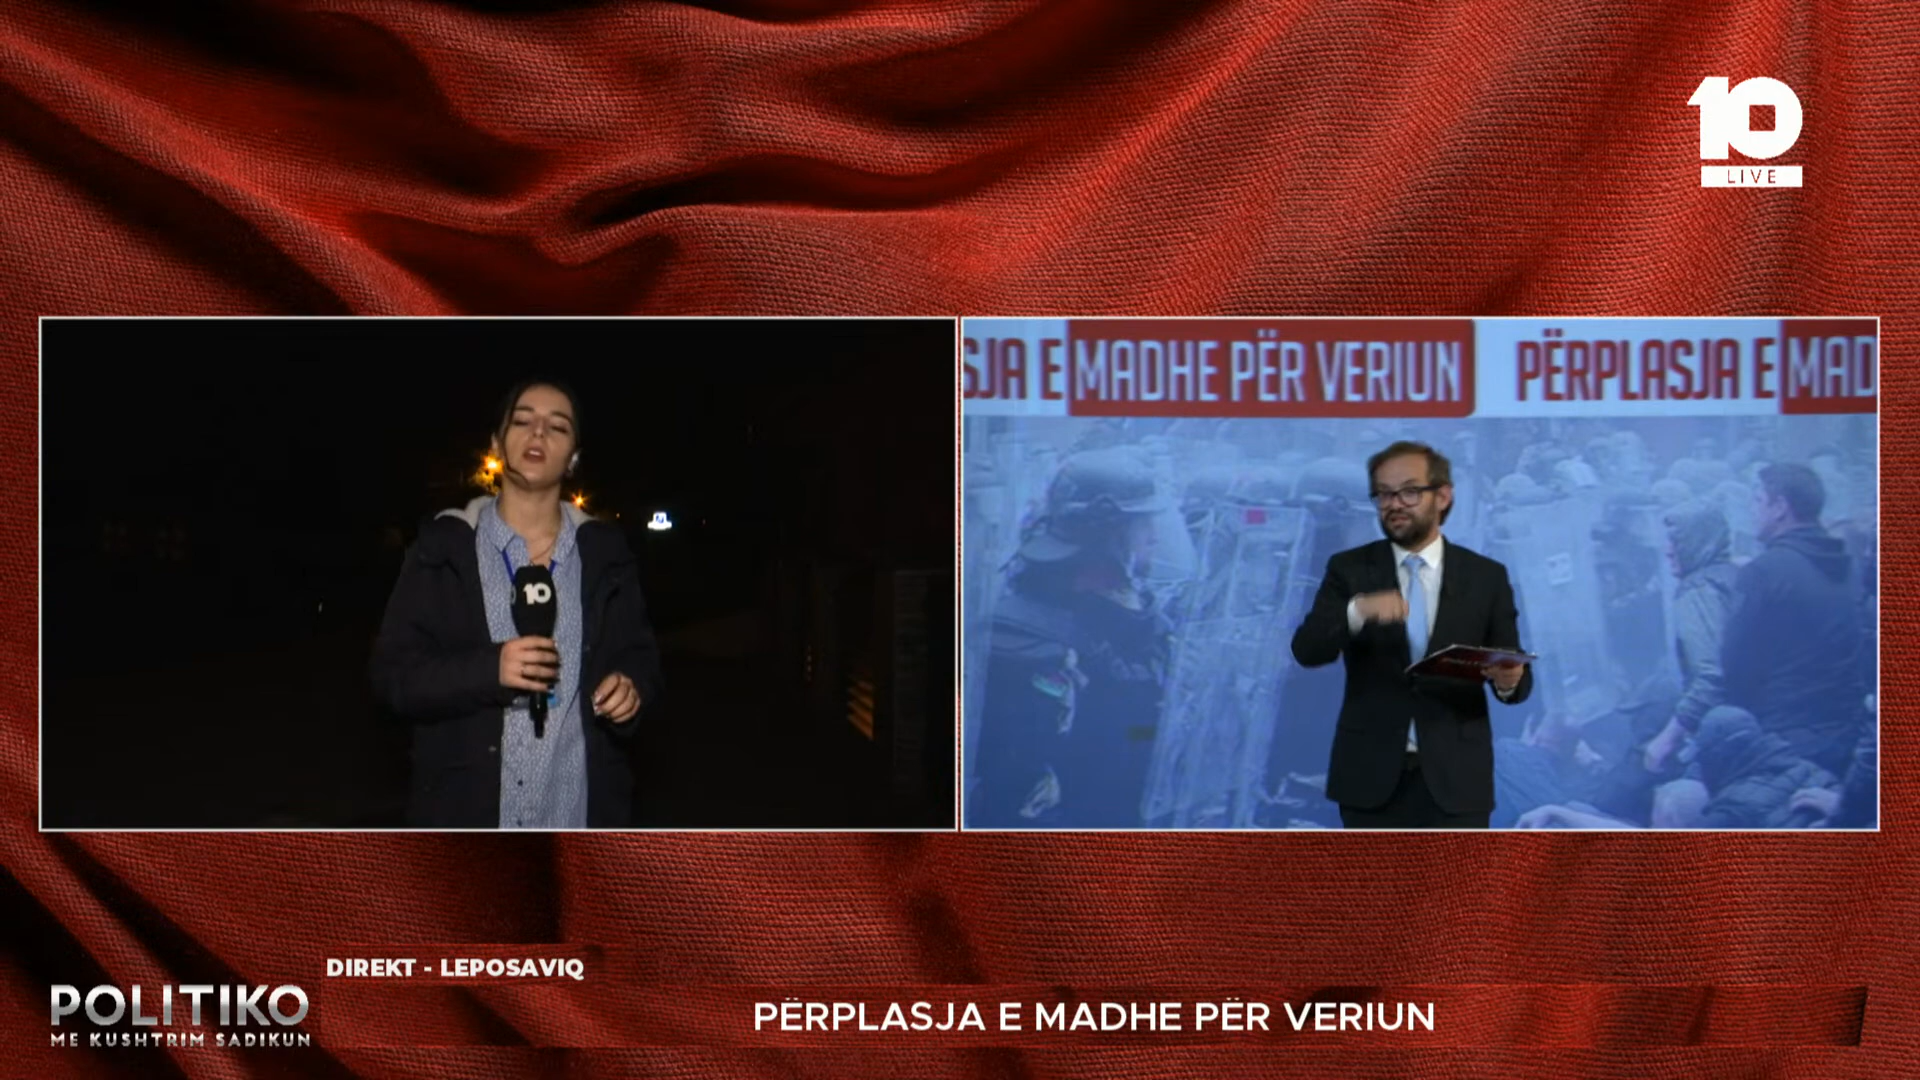 10
LIVE
SJA E MADHE PËR VERIUN PËRPLASJA E MAD
10
DIREKT - LEPOSAVIQ
POLITIKO
ME KUSHTRIM SADIKUN
PËRPLASJA E MADHE PËR VERIUN